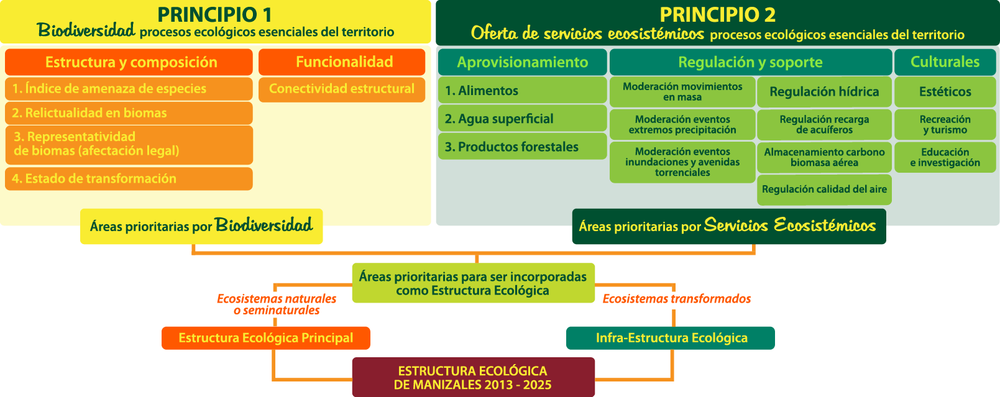 PRINCIPIO 1
Biodiversidad procesos ecológicos esenciales del territorio
Estructura y composición
1. Índice de amenaza de especies
2. Relictualidad en biomas
3. Representatividad
de biomas (afectación legal)
4. Estado de transformación
Funcionalidad
Conectividad estructural
Áreas prioritarias por Biodiversidad
PRINCIPIO 2
Oferta de servicios ecosistémicos procesos ecológicos esenciales del territorio
Aprovisionamiento
1. Alimentos
2. Agua superficial
3. Productos forestales
Regulación y soporte
Moderación movimientos
en masa
Moderación eventos
extremos precipitación
Moderación eventos
inundaciones y avenidas
torrenciales
Regulación hídrica
Regulación recarga
de acuíferos
Almacenamiento carbono
biomasa aérea
Regulación calidad del aire
Culturales
Estéticos
Recreación
y turismo
Educación
e investigación
Áreas prioritarias por Servicios Ecosistémicos
Áreas prioritarias para ser incorporadas
como Estructura Ecológica
Ecosistemas naturales
o seminaturales
Ecosistemas transformados
Estructura Ecológica Principal
Infra-Estructura Ecológica
ESTRUCTURA ECOLÓGICA
DE MANIZALES 2013 - 2025